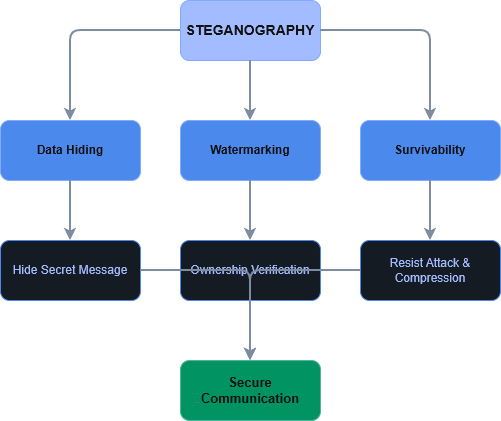 STEGANOGRAPHY
Data Hiding
Watermarking
Survivability
Hide Secret Message
Ownership Verification
Resist Attack &
Compression
Secure
Communication